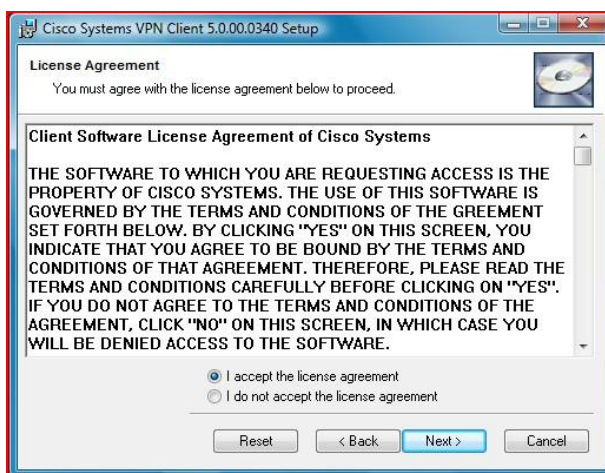 Cisco Systems VPN Client 5.0.00.0340 Setup
License Agreement
You must agree with the license agreement below to proceed.
Client Software License Agreement of Cisco Systems
THE SOFTWARE TO WHICH YOU ARE REQUESTING ACCESS IS THE
PROPERTY OF CISCO SYSTEMS. THE USE OF THIS SOFTWARE IS
GOVERNED BY THE TERMS AND CONDITIONS OF THE GREEMENT
SET FORTH BELOW. BY CLICKING "YES" ON THIS SCREEN, YOU
INDICATE THAT YOU AGREE TO BE BOUND BY THE TERMS AND
CONDITIONS OF THAT AGREEMENT. THEREFORE, PLEASE READ THE
TERMS AND CONDITIONS CAREFULLY BEFORE CLICKING ON "YES".
IF YOU DO NOT AGREE TO THE TERMS AND CONDITIONS OF THE
AGREEMENT, CLICK "NO" ON THIS SCREEN, IN WHICH CASE YOU
WILL BE DENIED ACCESS TO THE SOFTWARE.
I accept the license agreement
I do not accept the license agreement
Reset
< Back
Next >
Cancel